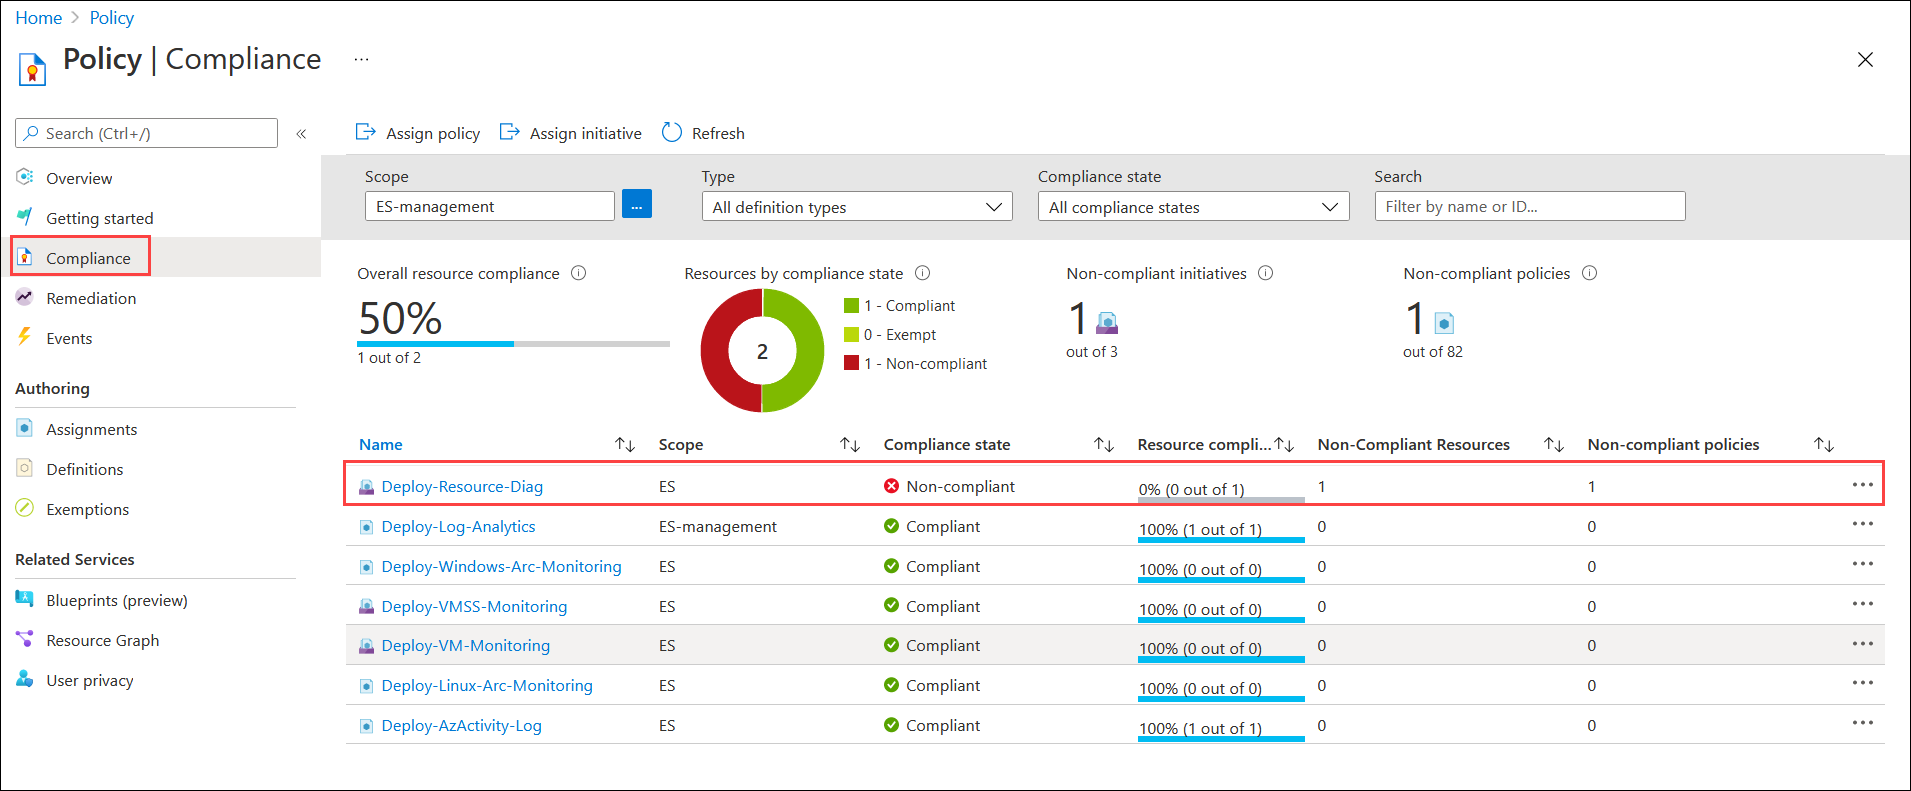 Home > Policy
Policy | Compliance ...
Search (Ctrl+/) «
Overview
Getting started
Compliance
Remediation
Events
Authoring
Assignments
Definitions
Exemptions
Related Services
Blueprints (preview)
Resource Graph
User privacy
Assign policy Assign initiative Refresh
Scope Type Compliance state Search
ES-management ... All definition types All compliance states Filter by name or ID...
Overall resource compliance
50%
1 out of 2
Resources by compliance state
2
1 - Compliant
0 - Exempt
1 - Non-compliant
Non-compliant initiatives
1
out of 3
Non-compliant policies
1
out of 82
Name Scope Compliance state Resource compli... Non-Compliant Resources Non-compliant policies
Deploy-Resource-Diag ES Non-compliant 0% (0 out of 1) 1 1 ...
Deploy-Log-Analytics ES-management Compliant 100% (1 out of 1) 0 0 ...
Deploy-Windows-Arc-Monitoring ES Compliant 100% (0 out of 0) 0 0 ...
Deploy-VMSS-Monitoring ES Compliant 100% (0 out of 0) 0 0 ...
Deploy-VM-Monitoring ES Compliant 100% (0 out of 0) 0 0 ...
Deploy-Linux-Arc-Monitoring ES Compliant 100% (0 out of 0) 0 0 ...
Deploy-AzActivity-Log ES Compliant 100% (1 out of 1) 0 0 ...